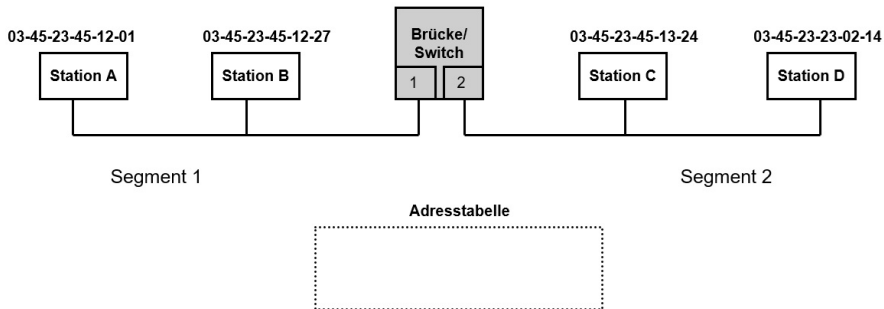 03-45-23-45-12-01
03-45-23-45-12-27
Brücke/
Switch
03-45-23-45-13-24
03-45-23-23-02-14
Station A
Station B
1
2
Station C
Station D
Segment 1
Segment 2
Adresstabelle